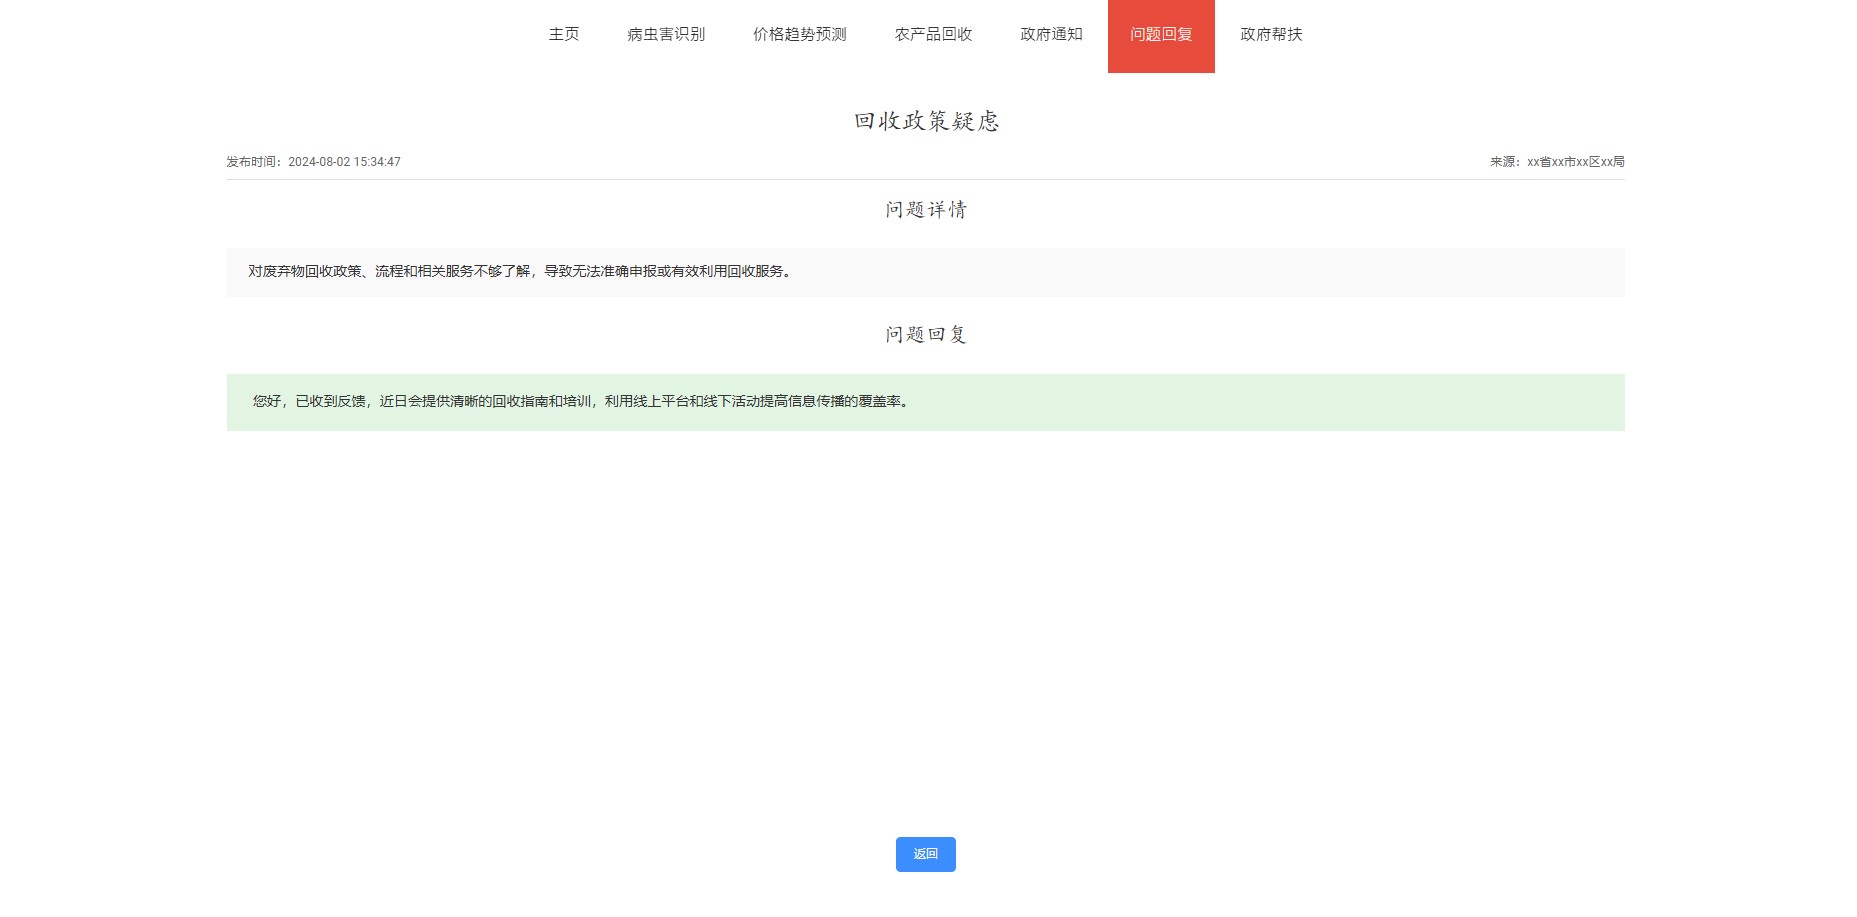 主页 病虫害识别 价格趋势预测 农产品回收 政府通知 问题回复 政府帮扶
回收政策疑虑
发布时间：2024-08-02 15:34:47 来源：xx省xx市xx区xx局
问题详情
对废弃物回收政策、流程和相关服务不够了解，导致无法准确申报或有效利用回收服务。
问题回复
您好，已收到反馈，近日会提供清晰的回收指南和培训，利用线上平台和线下活动提高信息传播的覆盖率。
返回